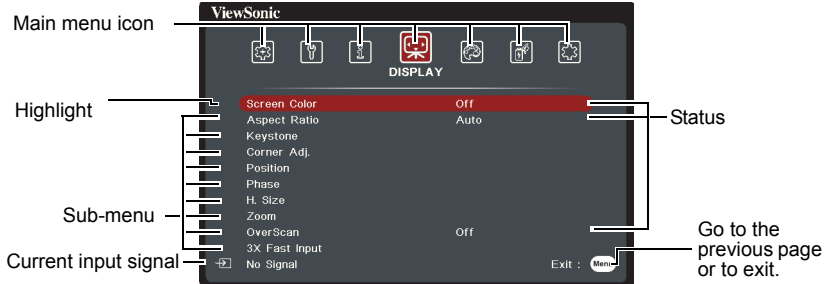 ViewSonic
Main menu icon
DISPLAY
Highlight
Screen Color Off
Aspect Ratio Auto
Status
Keystone
Corner Adj.
Position
Phase
H. Size
Zoom
Sub-menu
OverScan Off
3X Fast Input
Current input signal
No Signal Exit : Menu
Go to the
previous page
or to exit.